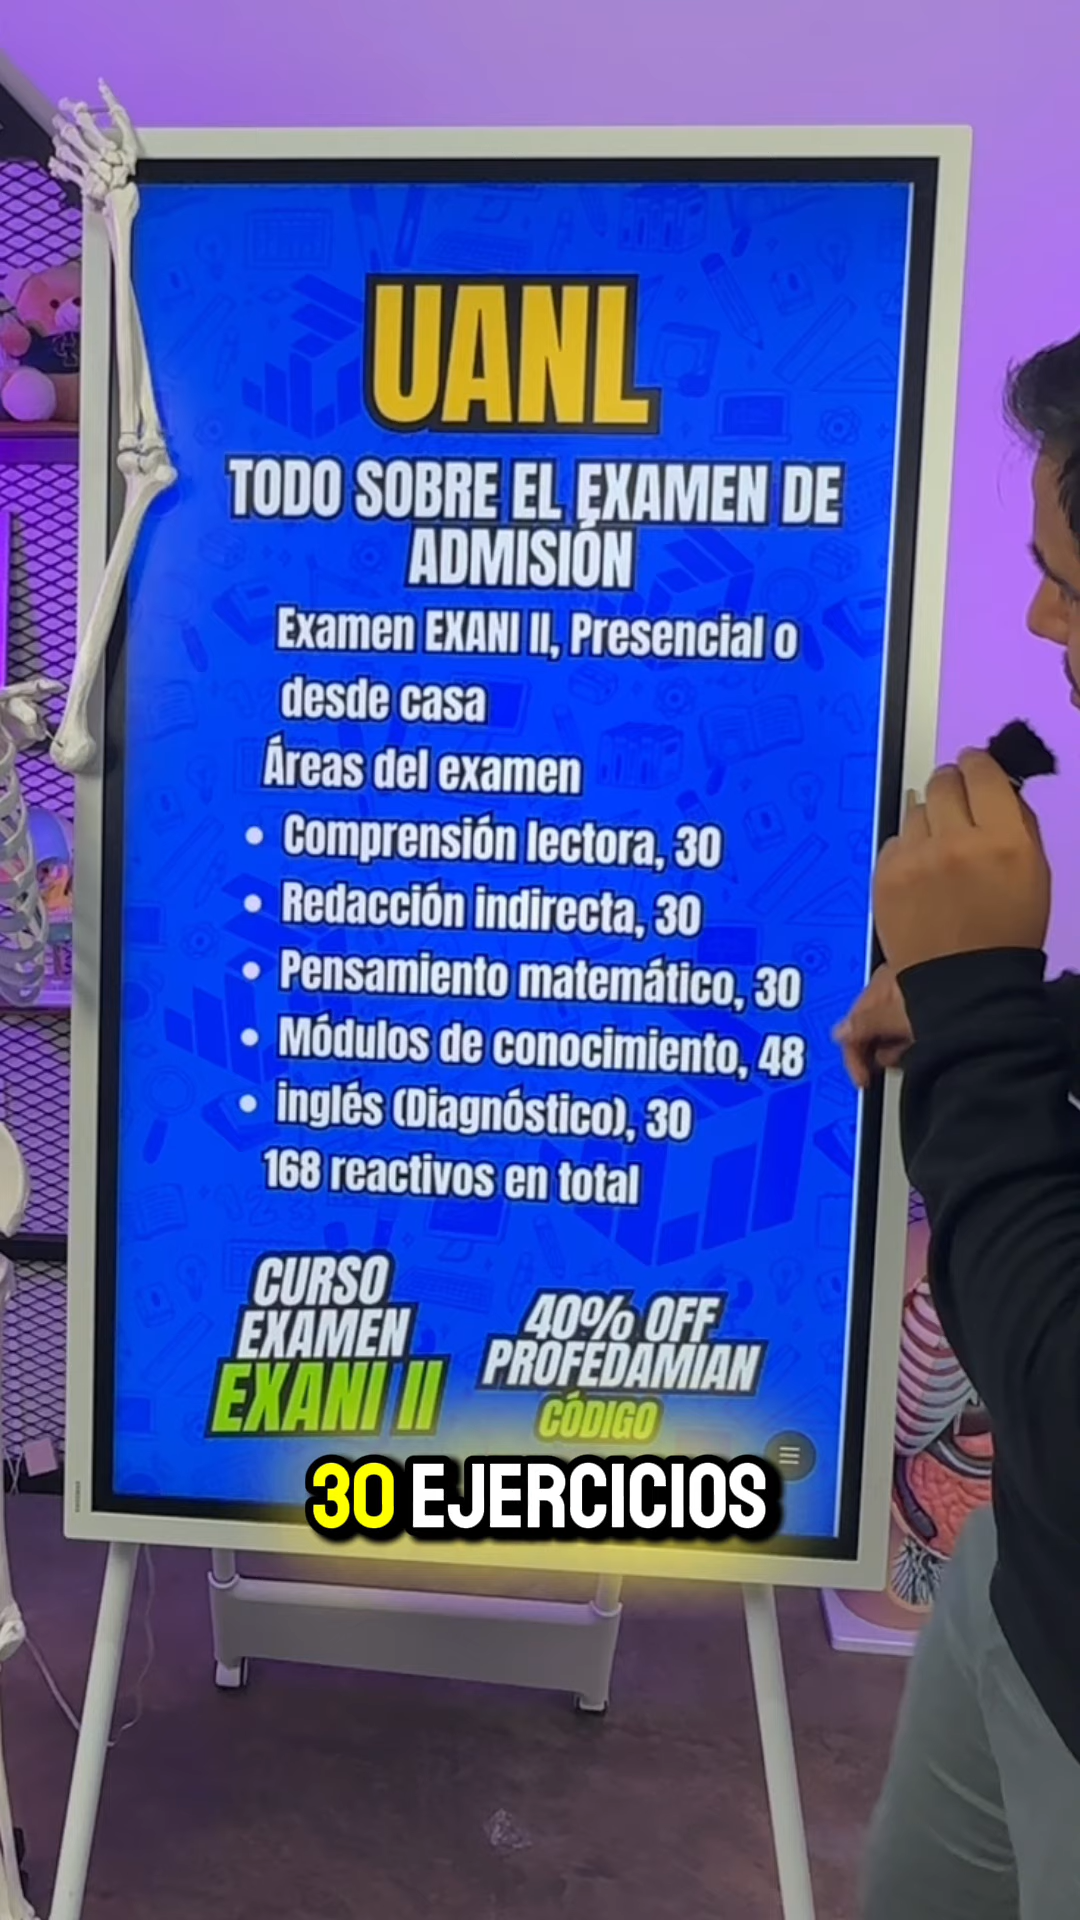 UANL
TODO SOBRE EL EXAMEN DE
ADMISIÓN
Examen EXANI II, Presencial o
desde casa
Áreas del examen
• Comprensión lectora, 30
• Redacción indirecta, 30
• Pensamiento matemático, 30
• Módulos de conocimiento, 48
• inglés (Diagnóstico), 30
168 reactivos en total
CURSO
EXAMEN
EXANI II
40% OFF
PROFEDAMIAN
CÓDIGO
30 EJERCICIOS